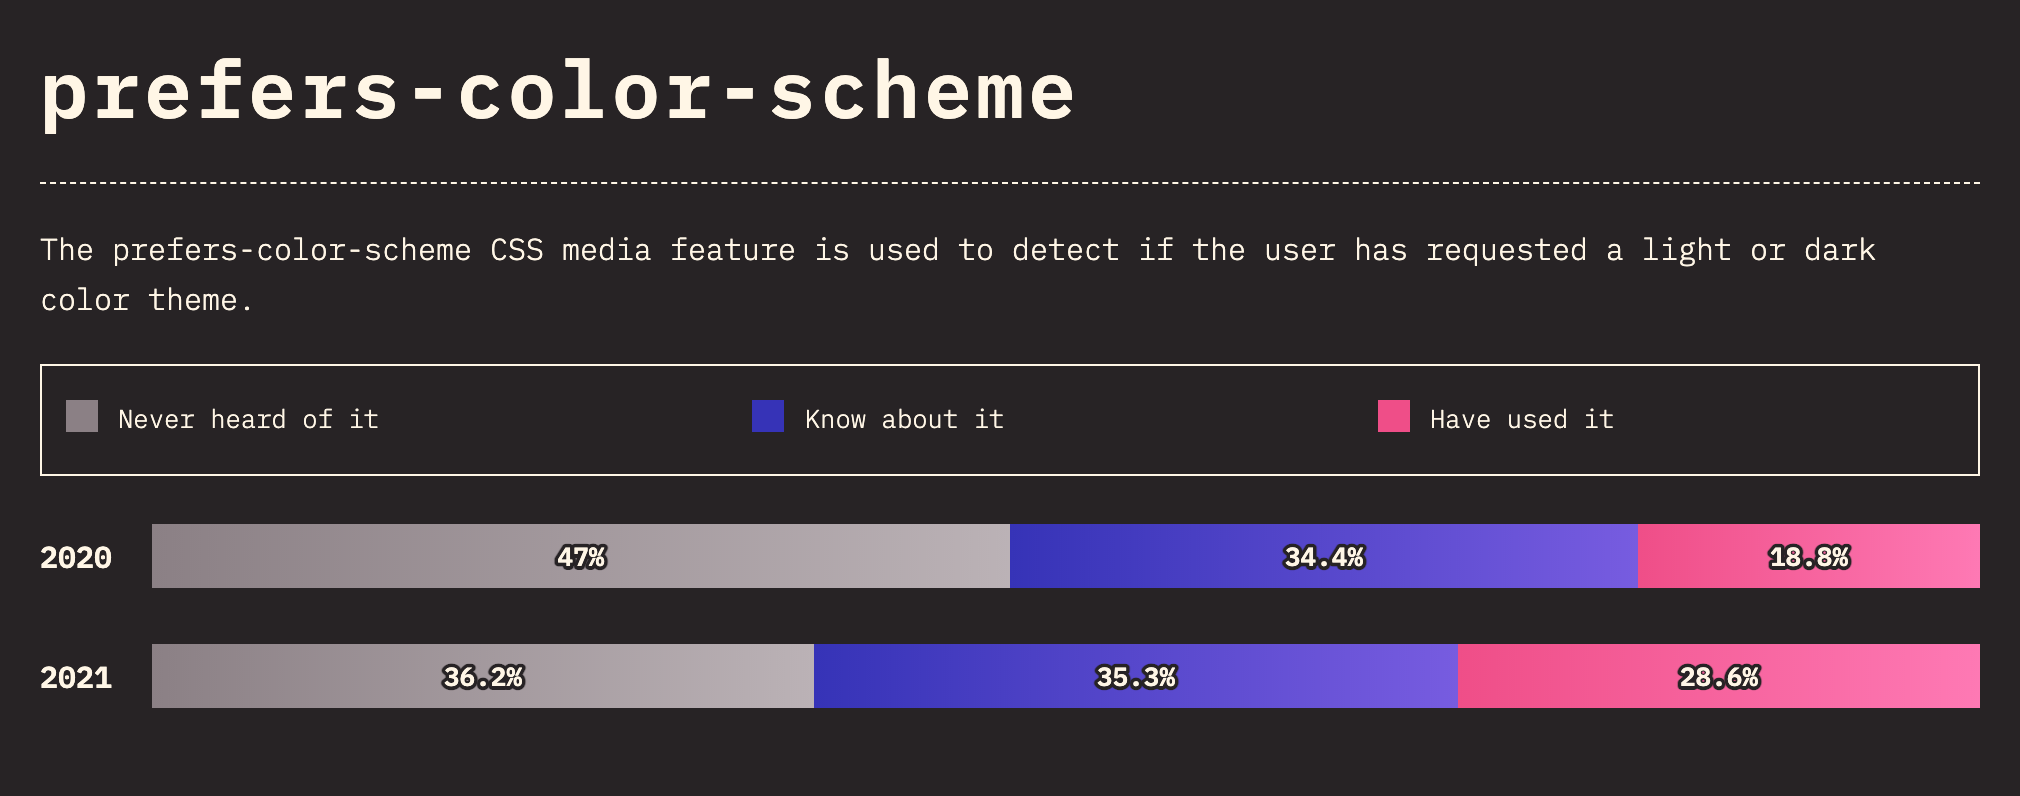 prefers-color-scheme
The prefers-color-scheme CSS media feature is used to detect if the user has requested a light or dark
color theme.
Never heard of it Know about it Have used it
2020 47% 34.4% 18.8%
2021 36.2% 35.3% 28.6%